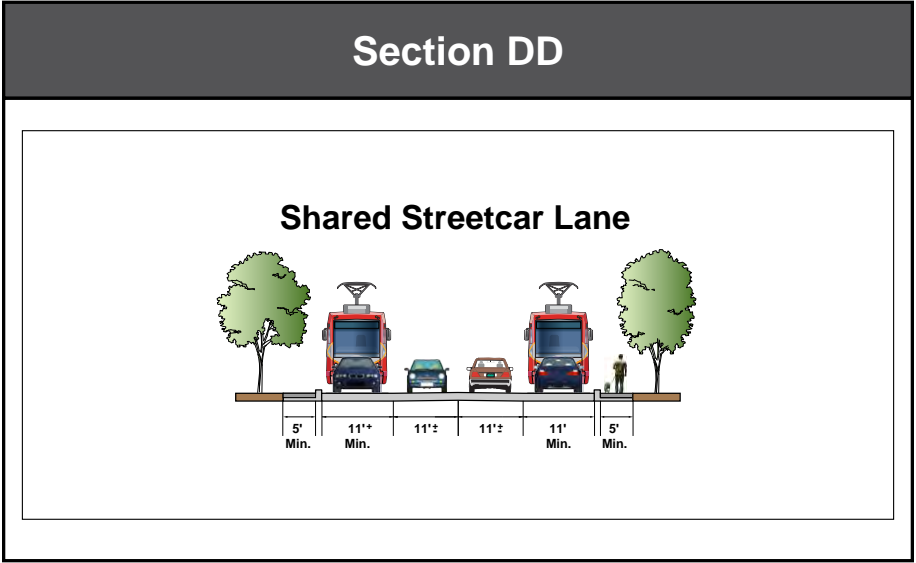 Section DD
Shared Streetcar Lane
5' 11'+ 11'± 11'± 11' 5'
Min. Min. Min. Min.